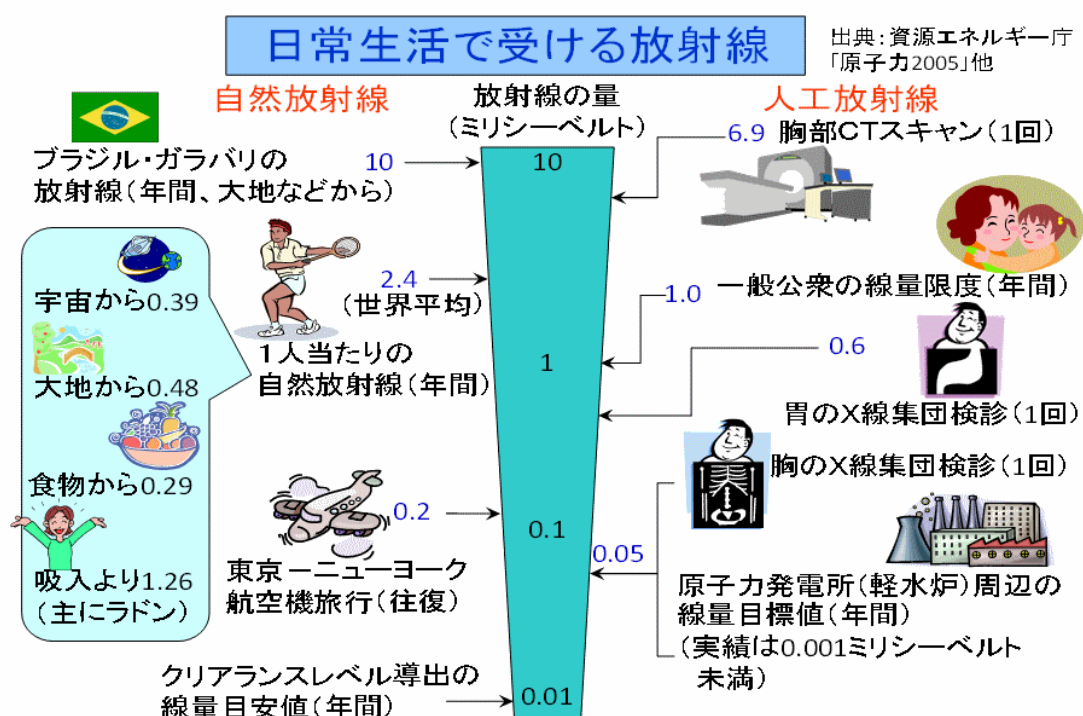 日常生活で受ける放射線
出典：資源エネルギー庁
「原子力2005」他
自然放射線
放射線の量
（ミリシーベルト）
人工放射線
ブラジル・ガラバリの
放射線（年間、大地などから）
10
10
6.9
胸部CTスキャン（1回）
宇宙から0.39
大地から0.48
食物から0.29
吸入より1.26
（主にラドン）
2.4
（世界平均）
１人当たりの
自然放射線（年間）
1.0
一般公衆の線量限度（年間）
1
0.6
胃のX線集団検診（1回）
胸のX線集団検診（1回）
0.2
東京－ニューヨーク
航空機旅行（往復）
0.1
0.05
原子力発電所（軽水炉）周辺の
線量目標値（年間）
（実績は0.001ミリシーベルト
未満）
クリアランスレベル導出の
線量目安値（年間）
0.01